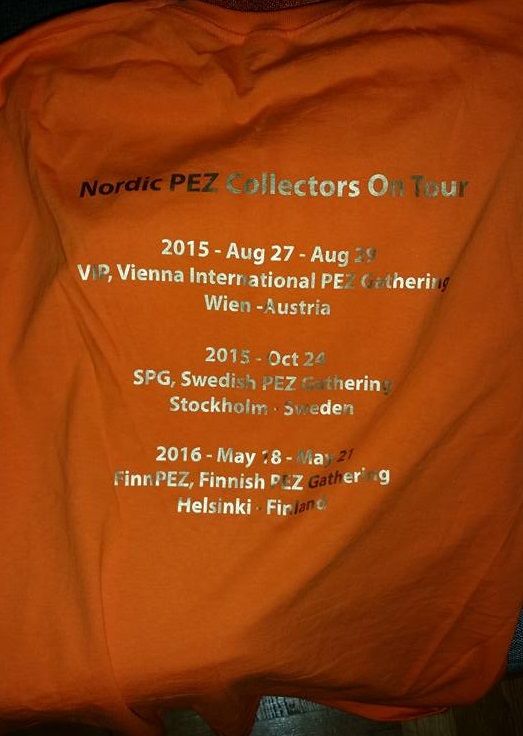 Nordic PEZ Collectors On Tour
2015 - Aug 27 - Aug 29
VIP, Vienna International PEZ Gathering
Wien -Austria
2015 - Oct 24
SPG, Swedish PEZ Gathering
Stockholm - Sweden
2016 - May 18 - May 21
FinnPEZ, Finnish PEZ Gathering
Helsinki - Finland